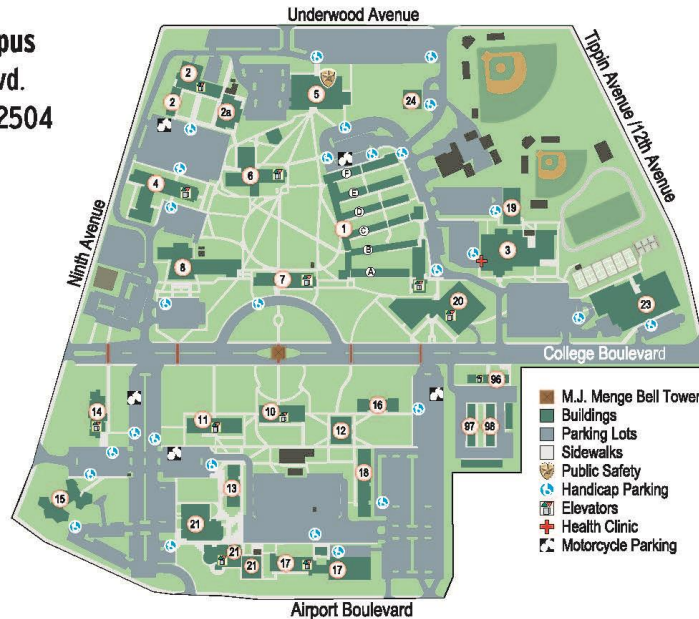 Underwood Avenue
pus
vd.
2504
Tippin Avenue /12th Avenue
Ninth Avenue
2
2
2a
5
24
4
6
F
E
D
C
B
A
1
19
3
8
7
20
23
College Boulevard
14
11
10
16
12
96
97
98
13
18
15
21
21
21
17
17
M.J. Menge Bell Tower
Buildings
Parking Lots
Sidewalks
Public Safety
Handicap Parking
Elevators
Health Clinic
Motorcycle Parking
Airport Boulevard